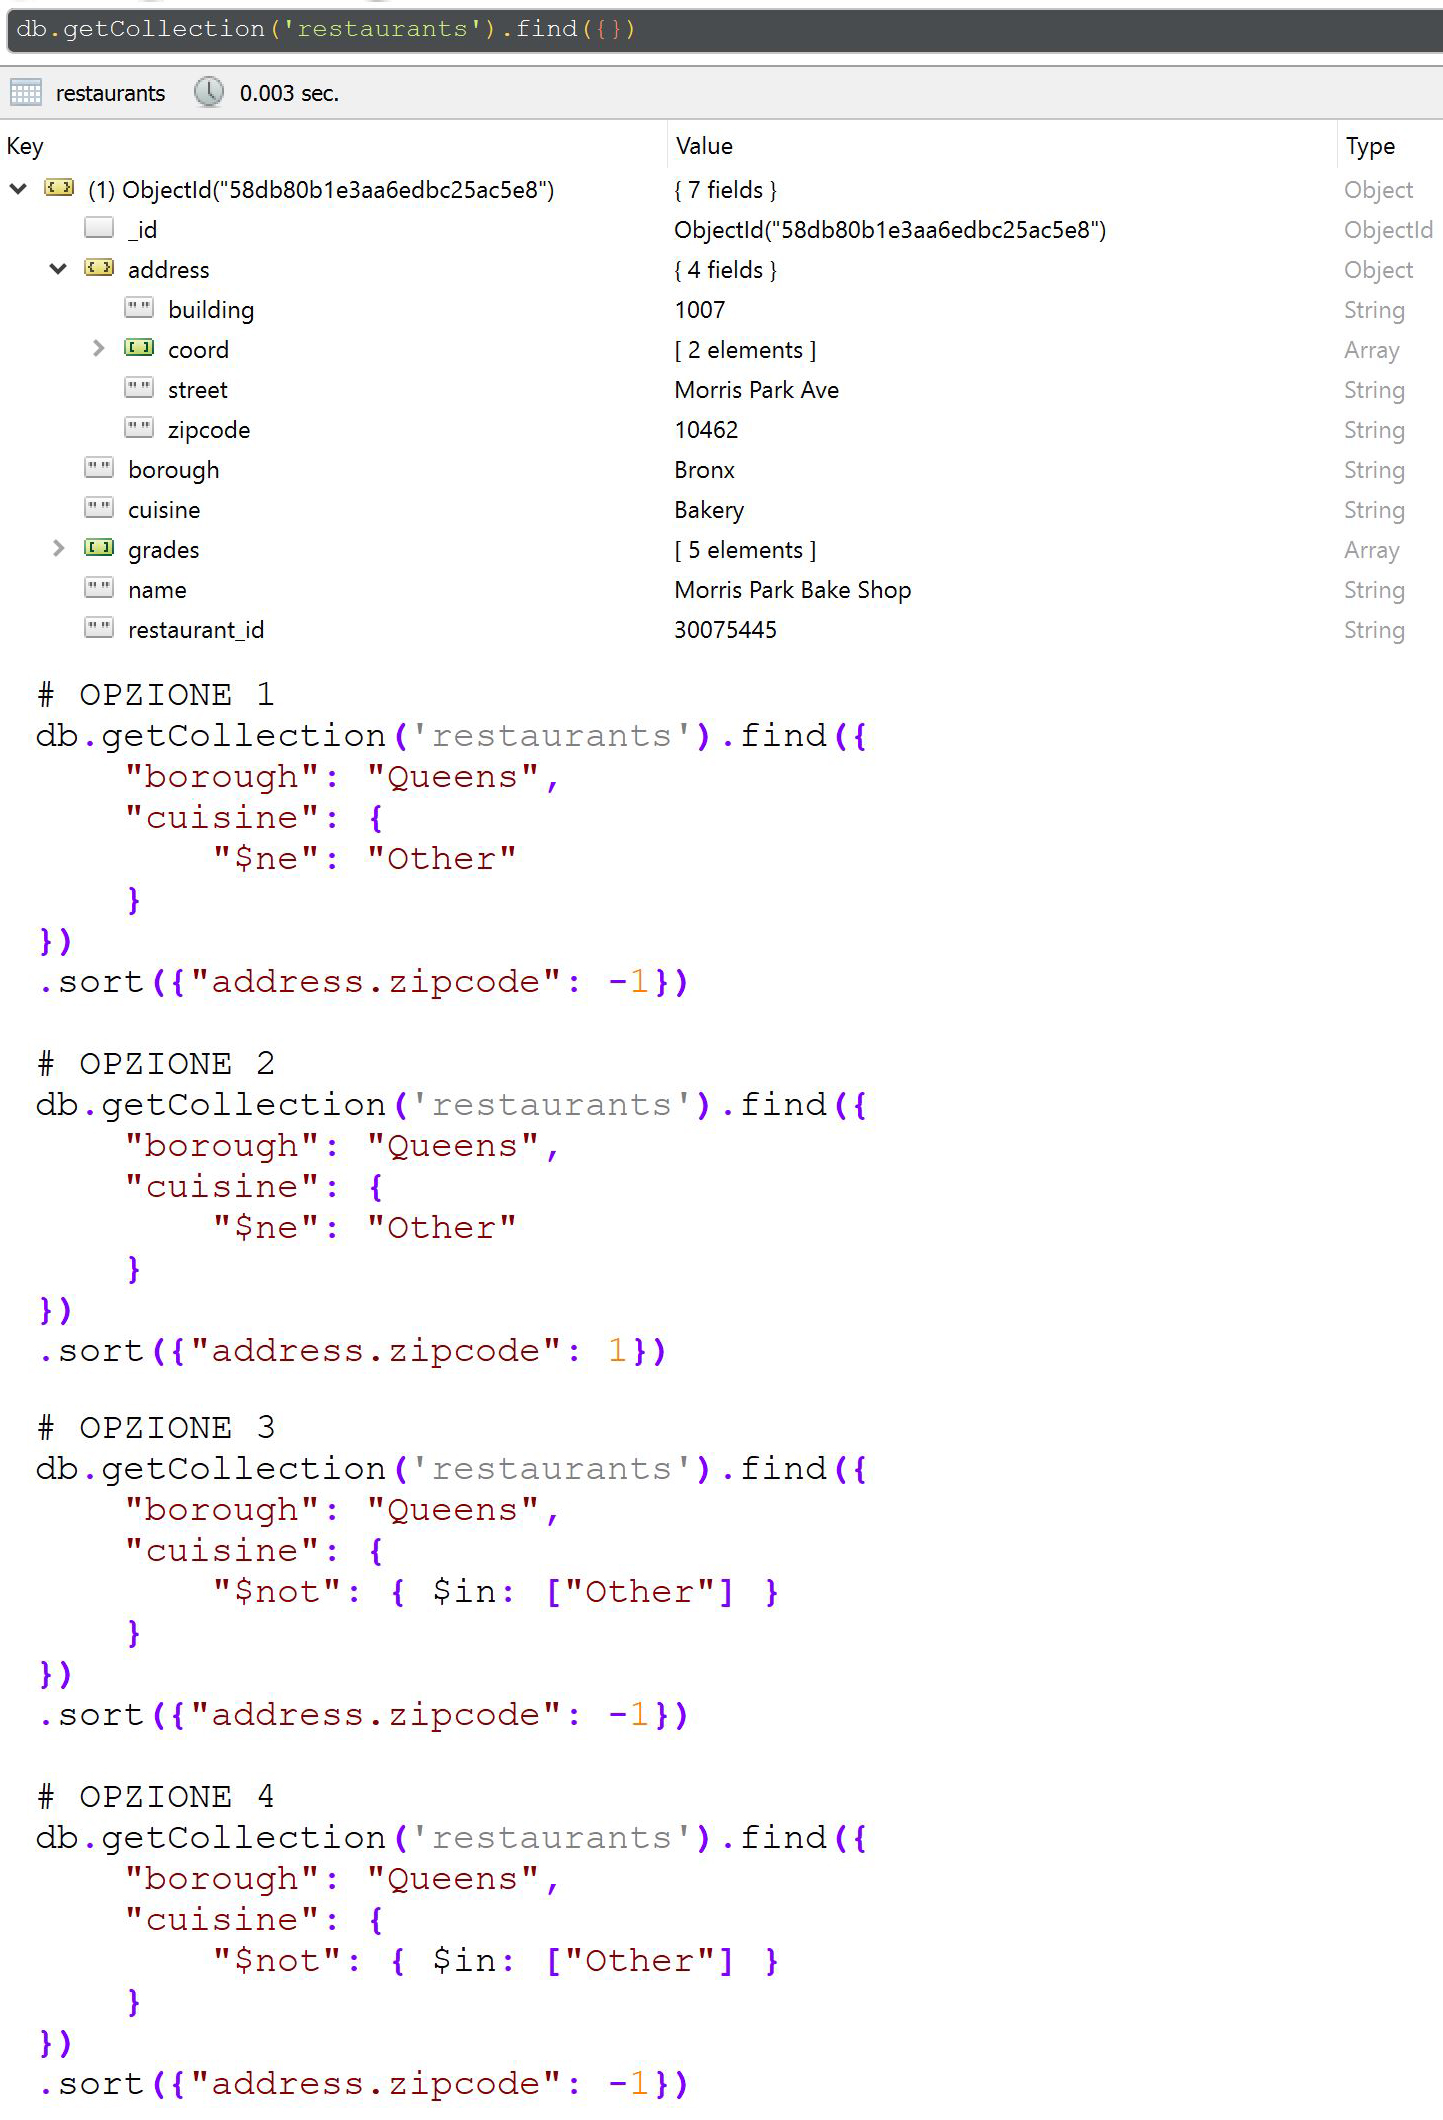 db.getCollection('restaurants').find({})
restaurants 0.003 sec.
Key Value Type
(1) ObjectId("58db80b1e3aa6edbc25ac5e8") { 7 fields } Object
_id ObjectId("58db80b1e3aa6edbc25ac5e8") ObjectId
address { 4 fields } Object
building 1007 String
coord [ 2 elements ] Array
street Morris Park Ave String
zipcode 10462 String
borough Bronx String
cuisine Bakery String
grades [ 5 elements ] Array
name Morris Park Bake Shop String
restaurant_id 30075445 String
# OPZIONE 1
db.getCollection('restaurants').find({
"borough": "Queens",
"cuisine": {
"$ne": "Other"
}
})
.sort({"address.zipcode": -1})
# OPZIONE 2
db.getCollection('restaurants').find({
"borough": "Queens",
"cuisine": {
"$ne": "Other"
}
})
.sort({"address.zipcode": 1})
# OPZIONE 3
db.getCollection('restaurants').find({
"borough": "Queens",
"cuisine": {
"$not": { $in: ["Other"] }
}
})
.sort({"address.zipcode": -1})
# OPZIONE 4
db.getCollection('restaurants').find({
"borough": "Queens",
"cuisine": {
"$not": { $in: ["Other"] }
}
})
.sort({"address.zipcode": -1})